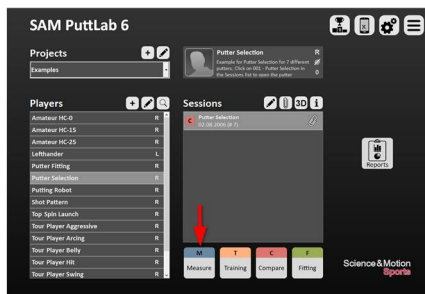 SAM PuttLab 6
Projects
Examples
Putter Selection R
Example for Putter Selection for 7 different
putters. Click on 001 - Putter Selection in
the Sessions list to open the putter
0
Players
Amateur HC-0 R
Amateur HC-15 R
Amateur HC-25 R
Lefthander L
Putter Fitting R
Putter Selection R
Putting Robot R
Shot Pattern R
Top Spin Launch R
Tour Player Aggressive R
Tour Player Arcing R
Tour Player Belly R
Tour Player Hit R
Tour Player Swing R
Sessions
3D i
C Putter Selection
02.08.2006 (# 7)
Reports
M T C F
Measure Training Compare Fitting
Science&Motion
Sports